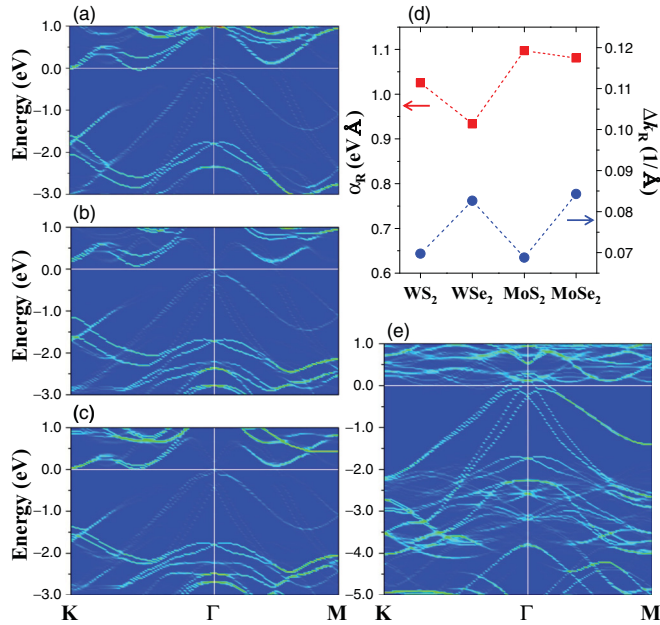 (a)
Energy (eV)
1.0
0.0
−1.0
−2.0
−3.0
(b)
Energy (eV)
1.0
0.0
−1.0
−2.0
−3.0
(c)
Energy (eV)
1.0
0.0
−1.0
−2.0
−3.0
K Γ M
(d)
αR (eV Å)
1.1
1.0
0.9
0.8
0.7
0.6
0.12
0.11
0.10
0.09
0.08
0.07
ΔkR (1/Å)
WS2 WSe2 MoS2 MoSe2
(e)
1.0
0.0
−1.0
−2.0
−3.0
−4.0
−5.0
K Γ M